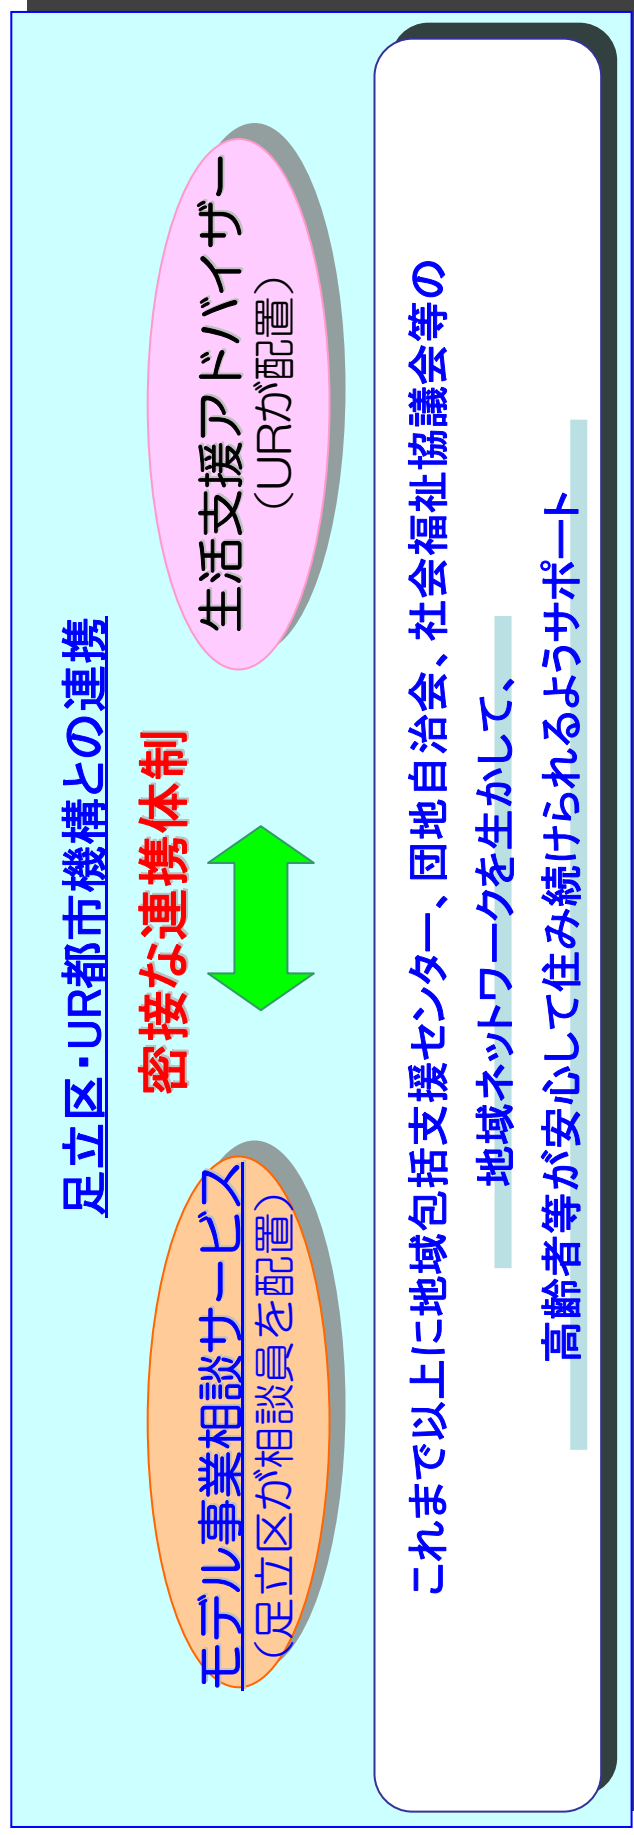 足立区・UR都市機構との連携
密接な連携体制
モデル事業相談サービス
（足立区が相談員を配置）
生活支援アドバイザー
（URが配置）
これまで以上に地域包括支援センター、団地自治会、社会福祉協議会等の
地域ネットワークを生かして、
高齢者等が安心して住み続けられるようサポート